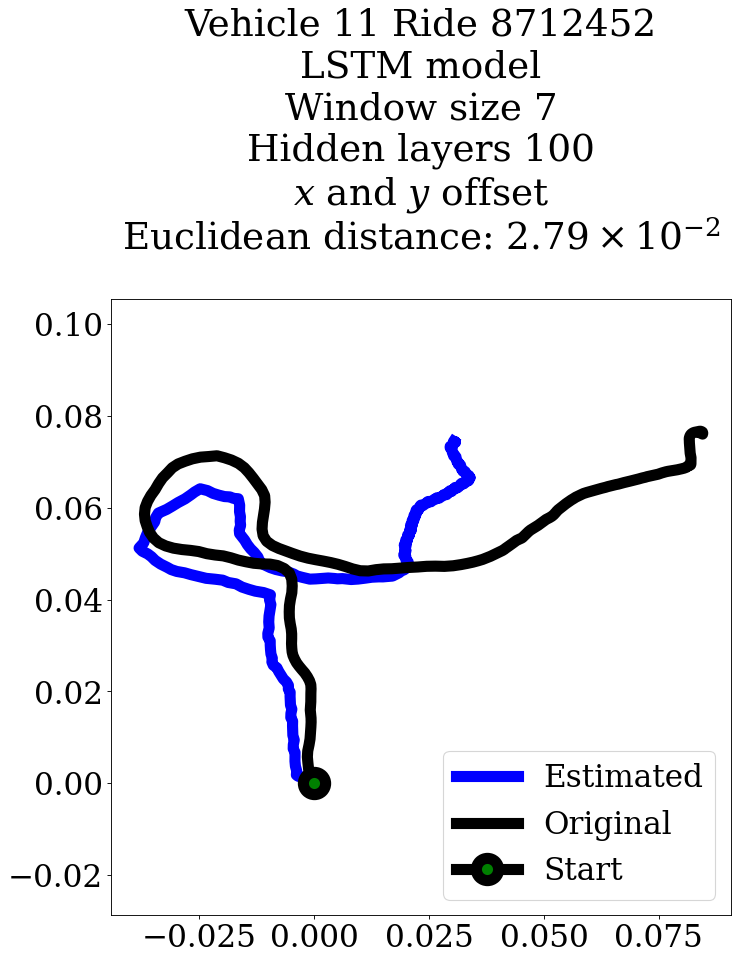 Vehicle 11 Ride 8712452
LSTM model
Window size 7
Hidden layers 100
x and y offset
Euclidean distance: 2.79 × 10⁻²
0.10
0.08
0.06
0.04
0.02
0.00
−0.02
−0.025 0.000 0.025 0.050 0.075
Estimated
Original
Start